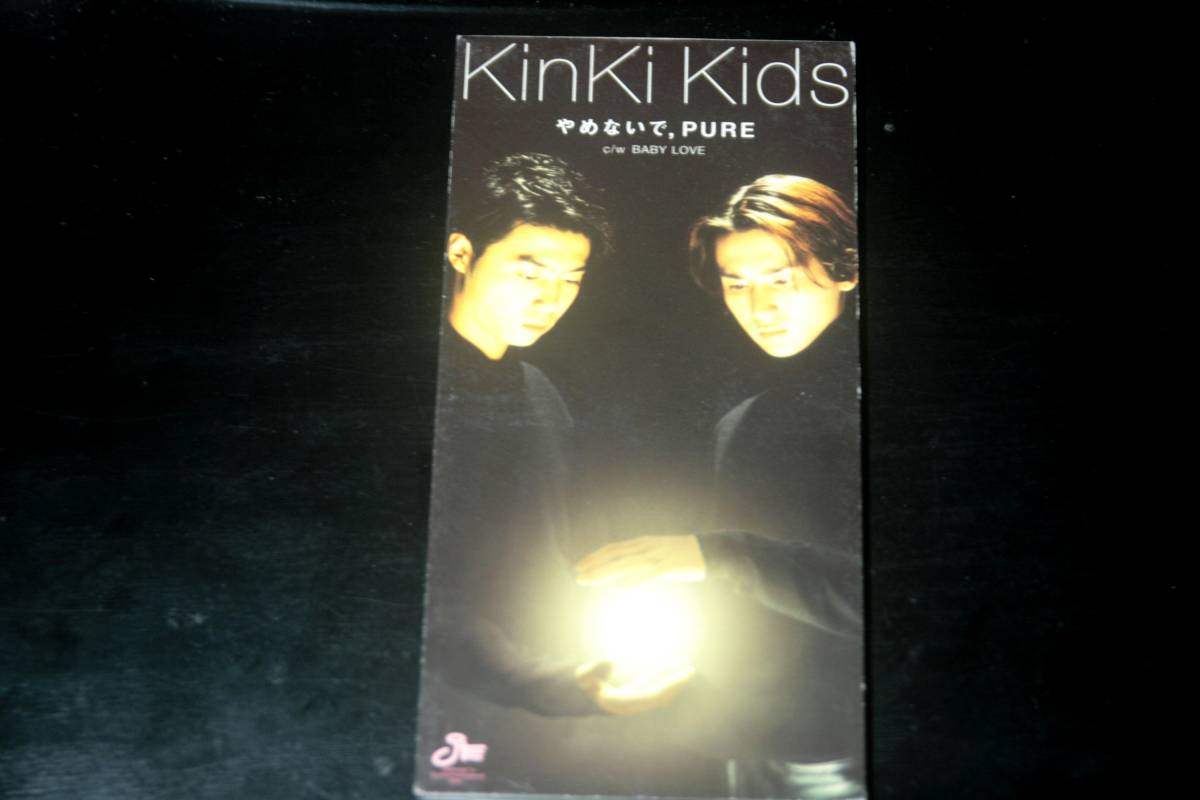 KinKi Kids
やめないで,PURE
c/w BABY LOVE